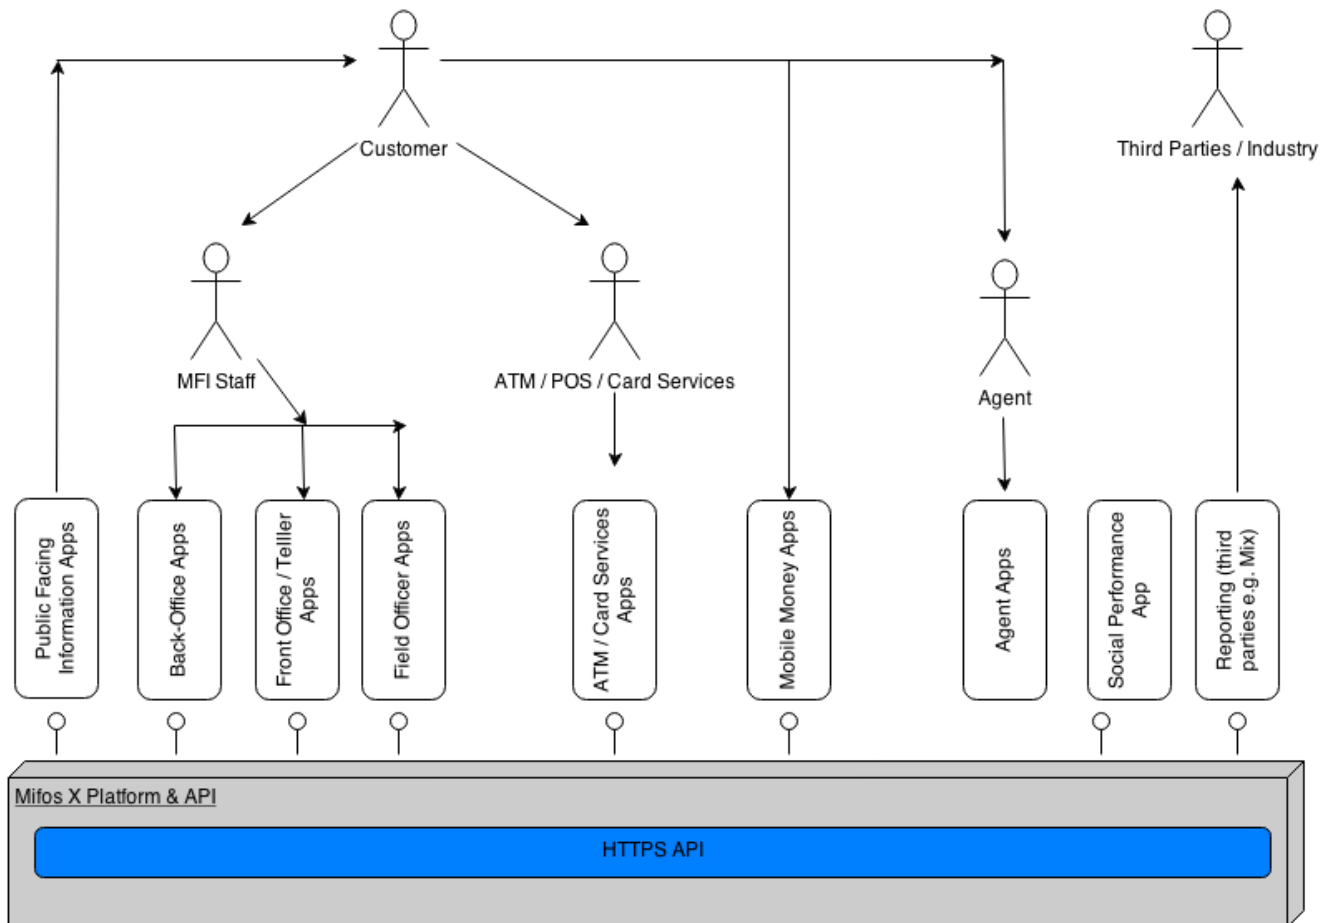 Customer
Third Parties / Industry
MFI Staff
ATM / POS / Card Services
Agent
Public Facing
Information Apps
Back-Office Apps
Front Office / Telller
Apps
Field Officer Apps
ATM / Card Services
Apps
Mobile Money Apps
Agent Apps
Social Performance
App
Reporting (third
parties e.g. Mix)
Mifos X Platform & API
HTTPS API